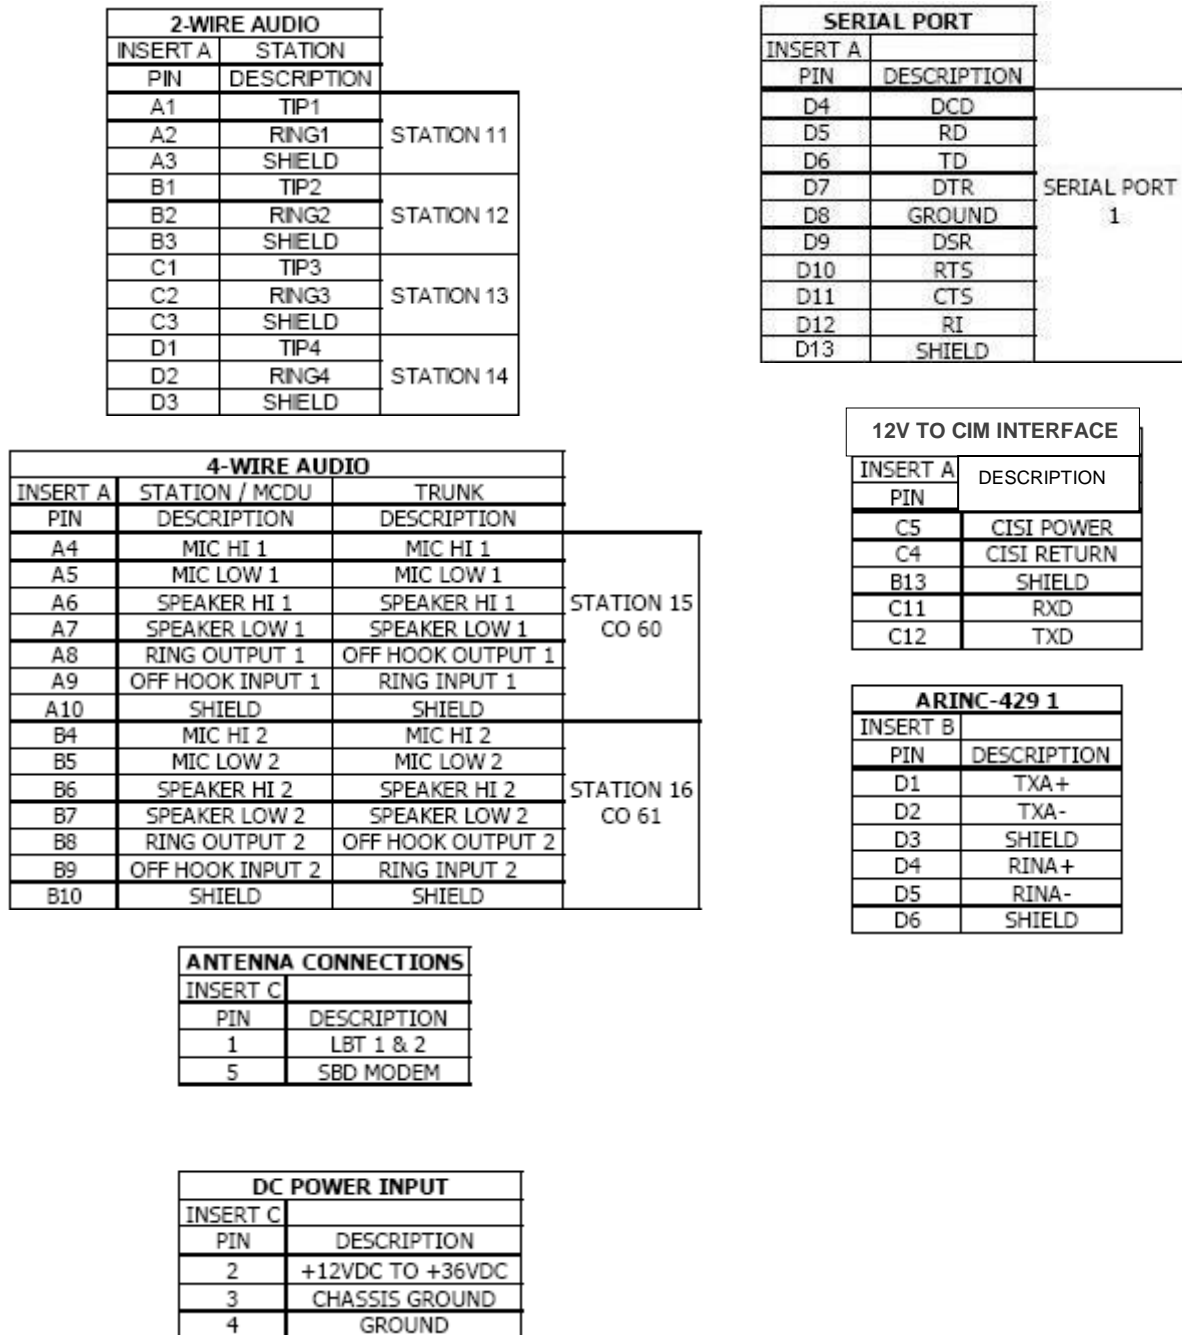 2-WIRE AUDIO
INSERT A STATION
PIN DESCRIPTION
A1 TIP1
A2 RING1 STATION 11
A3 SHIELD
B1 TIP2
B2 RING2 STATION 12
B3 SHIELD
C1 TIP3
C2 RING3 STATION 13
C3 SHIELD
D1 TIP4
D2 RING4 STATION 14
D3 SHIELD
SERIAL PORT
INSERT A
PIN DESCRIPTION
D4 DCD
D5 RD
D6 TD
D7 DTR SERIAL PORT
D8 GROUND 1
D9 DSR
D10 RTS
D11 CTS
D12 RI
D13 SHIELD
4-WIRE AUDIO
INSERT A STATION / MCDU TRUNK
PIN DESCRIPTION DESCRIPTION
A4 MIC HI 1 MIC HI 1
A5 MIC LOW 1 MIC LOW 1
A6 SPEAKER HI 1 SPEAKER HI 1 STATION 15
A7 SPEAKER LOW 1 SPEAKER LOW 1 CO 60
A8 RING OUTPUT 1 OFF HOOK OUTPUT 1
A9 OFF HOOK INPUT 1 RING INPUT 1
A10 SHIELD SHIELD
B4 MIC HI 2 MIC HI 2
B5 MIC LOW 2 MIC LOW 2
B6 SPEAKER HI 2 SPEAKER HI 2 STATION 16
B7 SPEAKER LOW 2 SPEAKER LOW 2 CO 61
B8 RING OUTPUT 2 OFF HOOK OUTPUT 2
B9 OFF HOOK INPUT 2 RING INPUT 2
B10 SHIELD SHIELD
12V TO CIM INTERFACE
INSERT A DESCRIPTION
PIN
C5 CISI POWER
C4 CISI RETURN
B13 SHIELD
C11 RXD
C12 TXD
ARINC-429 1
INSERT B
PIN DESCRIPTION
D1 TXA+
D2 TXA-
D3 SHIELD
D4 RINA+
D5 RINA-
D6 SHIELD
ANTENNA CONNECTIONS
INSERT C
PIN DESCRIPTION
1 LBT 1 & 2
5 SBD MODEM
DC POWER INPUT
INSERT C
PIN DESCRIPTION
2 +12VDC TO +36VDC
3 CHASSIS GROUND
4 GROUND